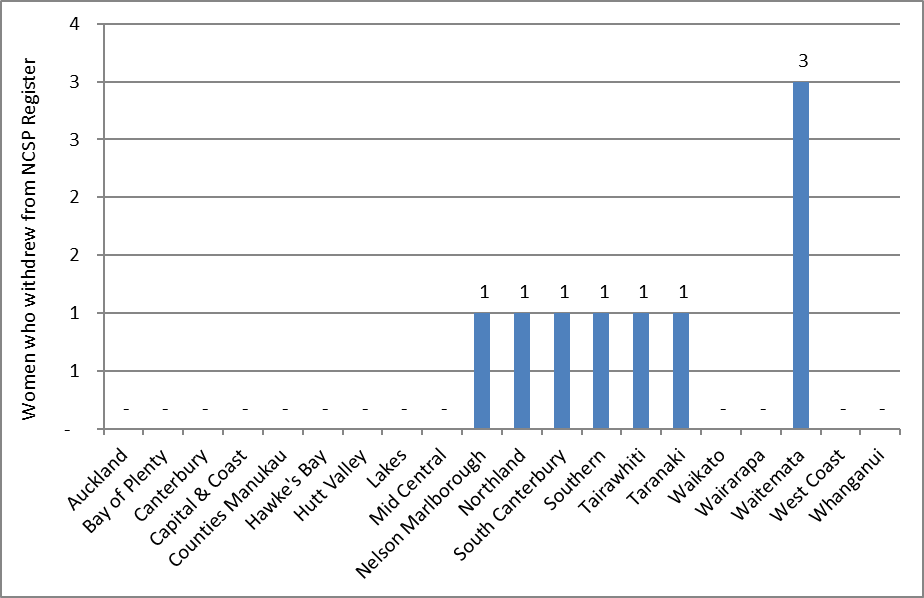 Women who withdrew from NCSP Register
4
3
3
2
2
1
1
-
- - - - - - - - - 1 1 1 1 1 1 - - 3 - -
Auckland
Bay of Plenty
Canterbury
Capital & Coast
Counties Manukau
Hawke's Bay
Hutt Valley
Lakes
Mid Central
Nelson Marlborough
Northland
South Canterbury
Southern
Tairawhiti
Taranaki
Waikato
Wairarapa
Waitemata
West Coast
Whanganui